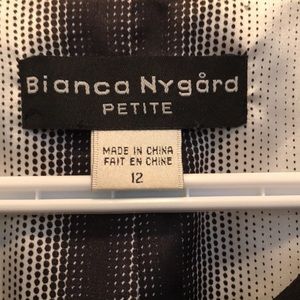 Bianca Nygård
PETITE
MADE IN CHINA
FAIT EN CHINE
12